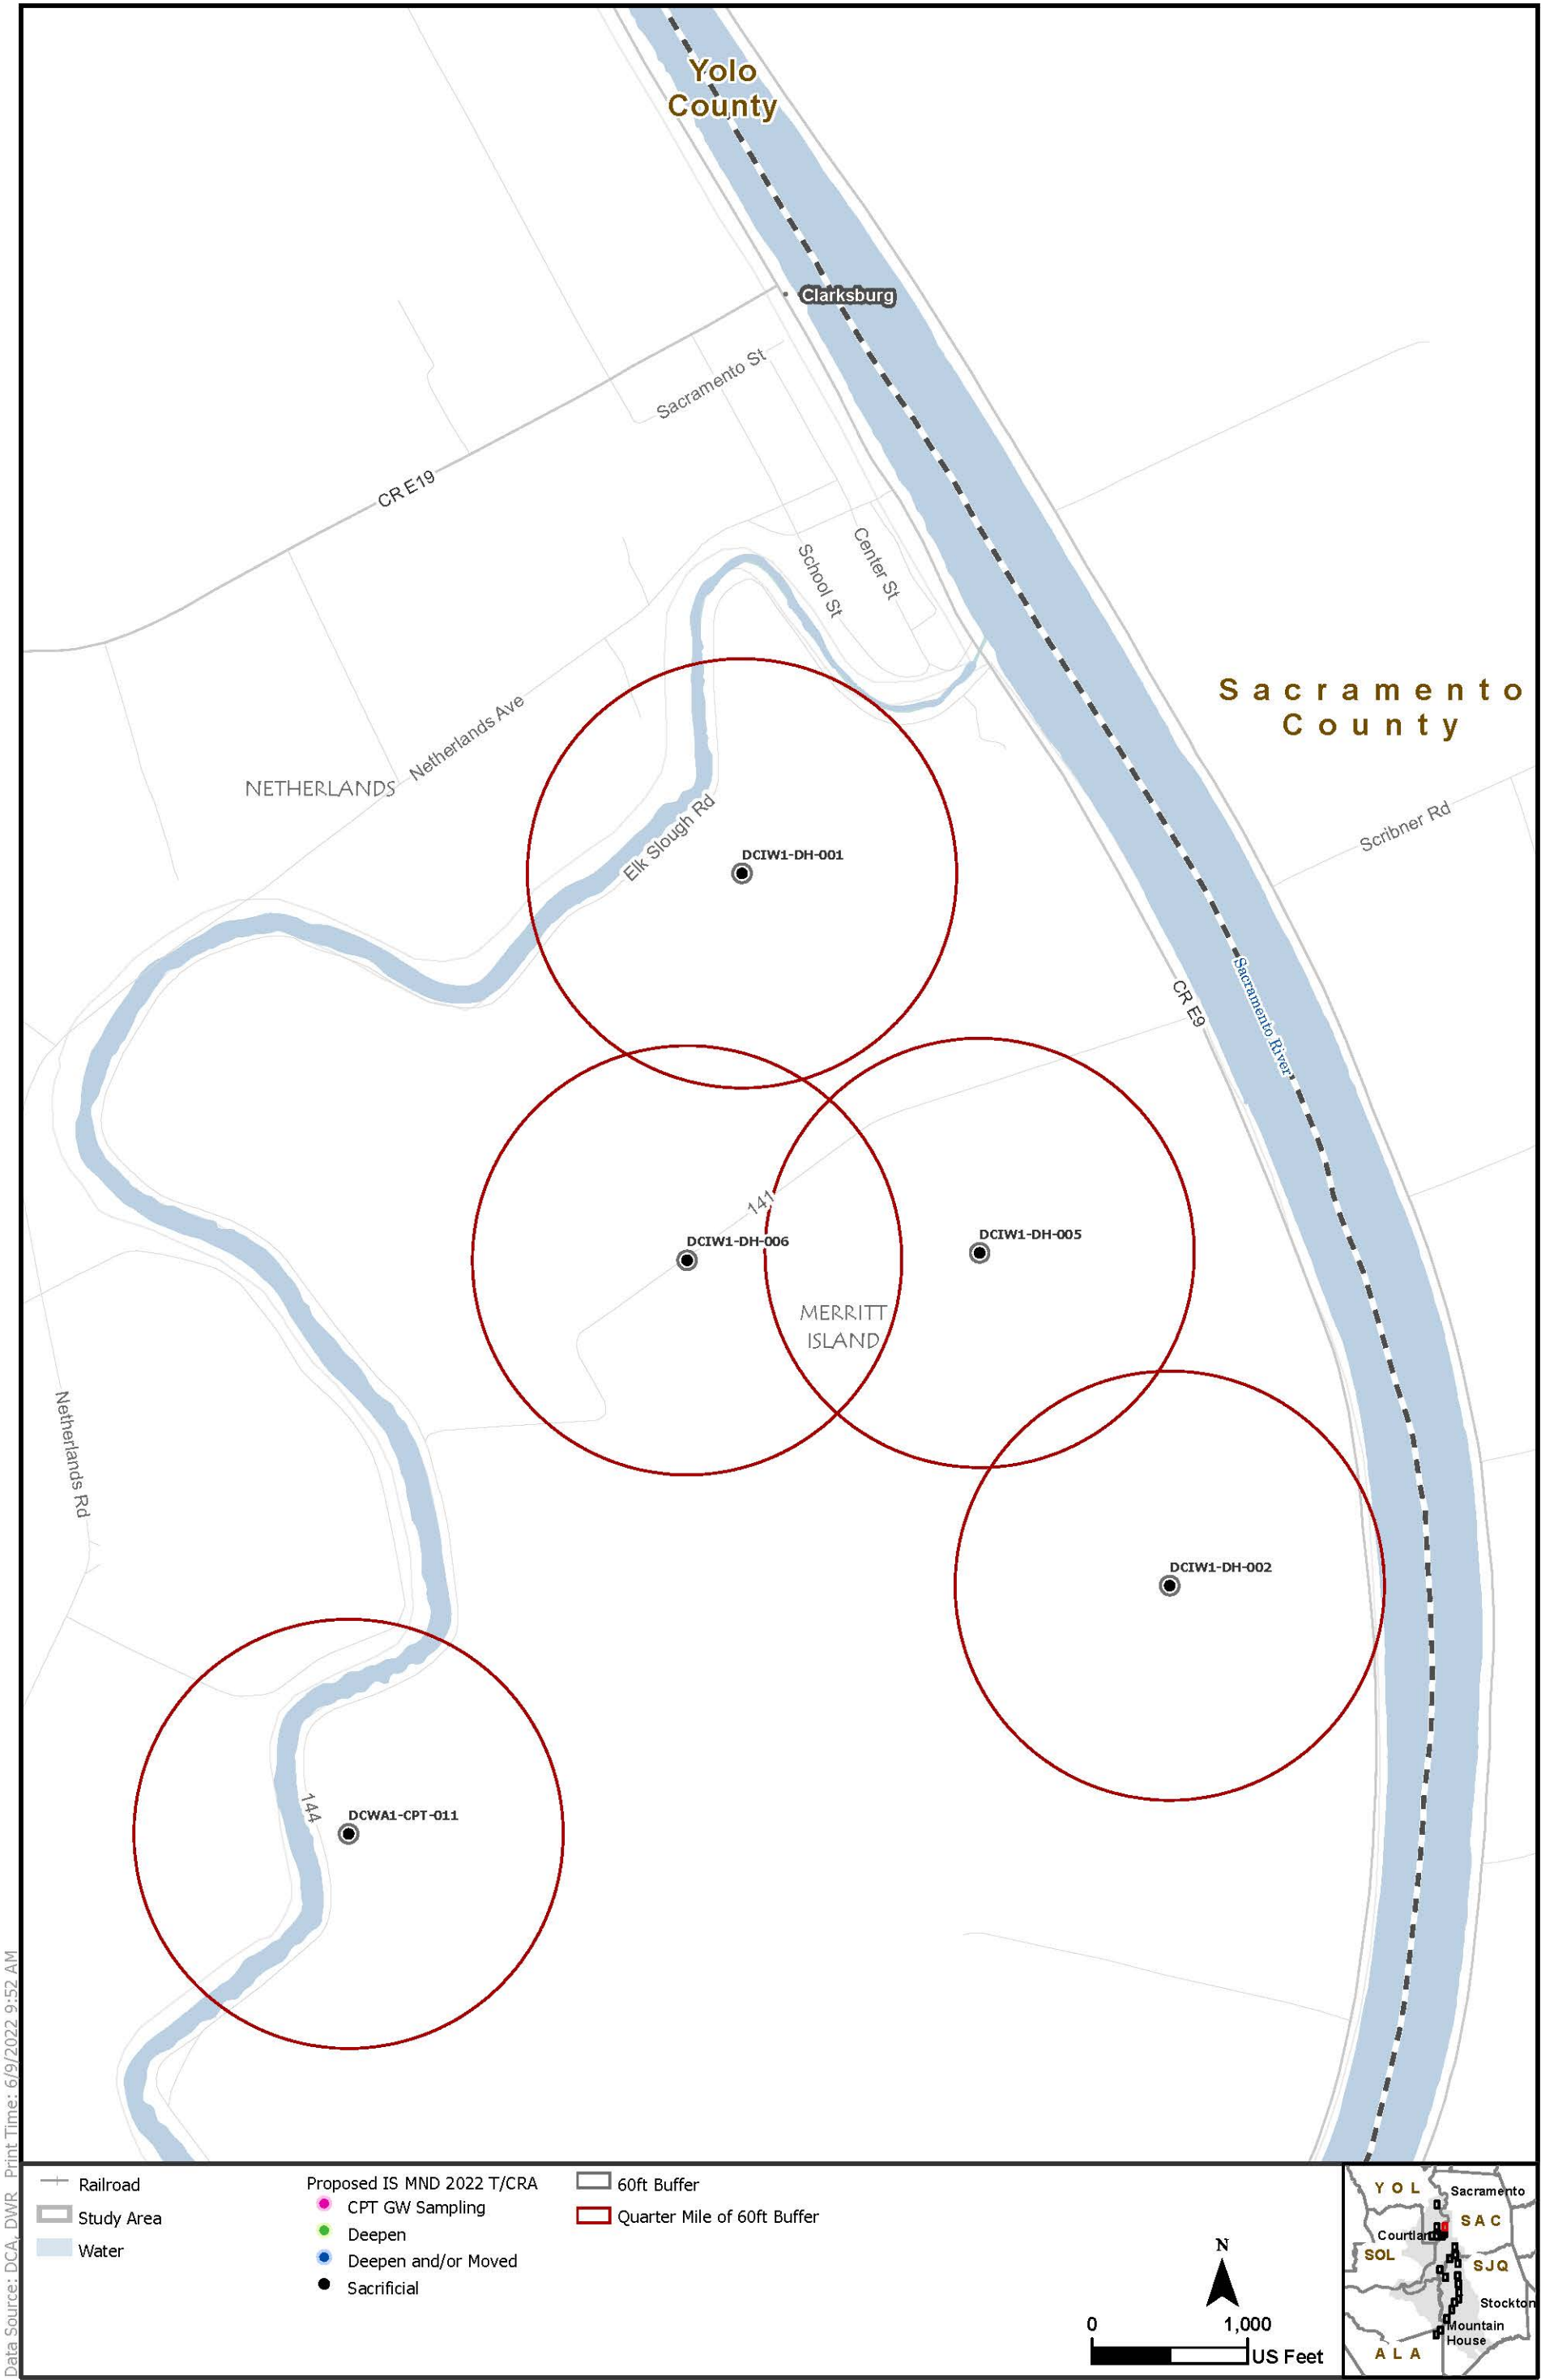 Yolo
County
Clarksburg
Sacramento St
CR E19
Center St
School St
Sacramento
County
Netherlands Ave
NETHERLANDS
Elk Slough Rd
Scribner Rd
DCIW1-DH-001
CR E9
Sacramento River
141
DCIW1-DH-006
DCIW1-DH-005
MERRITT
ISLAND
Netherlands Rd
DCIW1-DH-002
144
DCWA1-CPT-011
Data Source: DCA, DWR Print Time: 6/9/2022 9:52 AM
Railroad
Study Area
Water
Proposed IS MND 2022 T/CRA
CPT GW Sampling
Deepen
Deepen and/or Moved
Sacrificial
60ft Buffer
Quarter Mile of 60ft Buffer
N
0 1,000
US Feet
YOL
Sacramento
SAC
Courtlan
SOL
SJQ
Stockton
Mountain
House
ALA